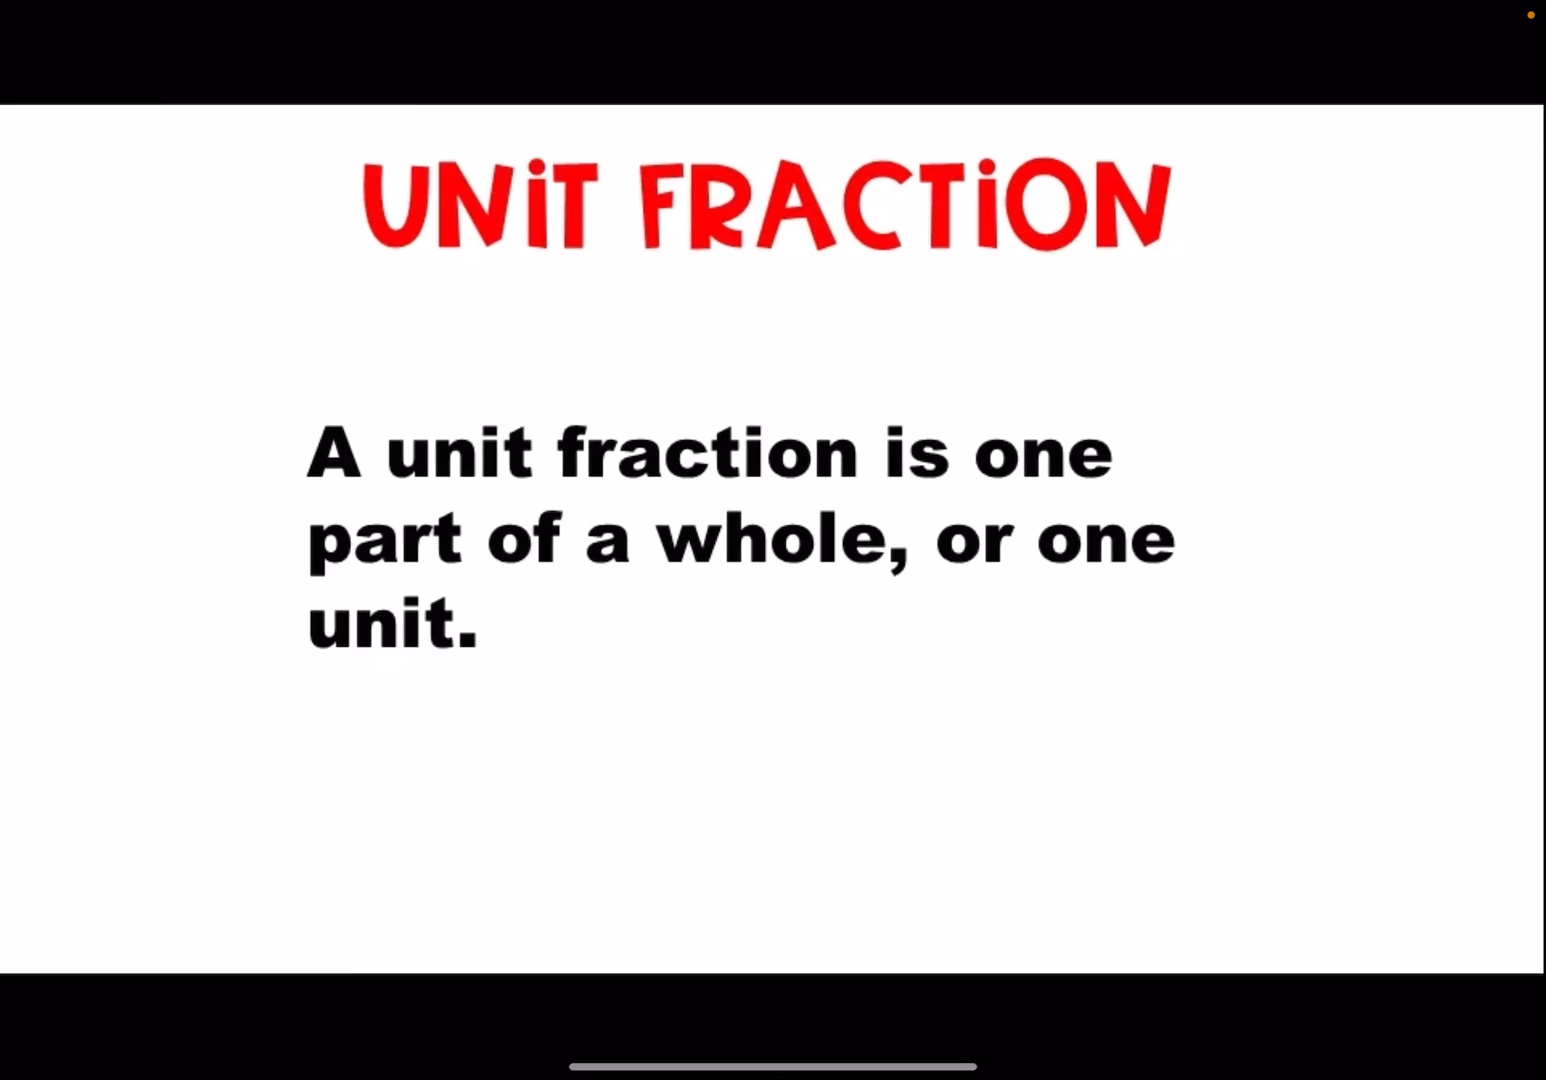 UNiT FRACTiON
A unit fraction is one
part of a whole, or one
unit.